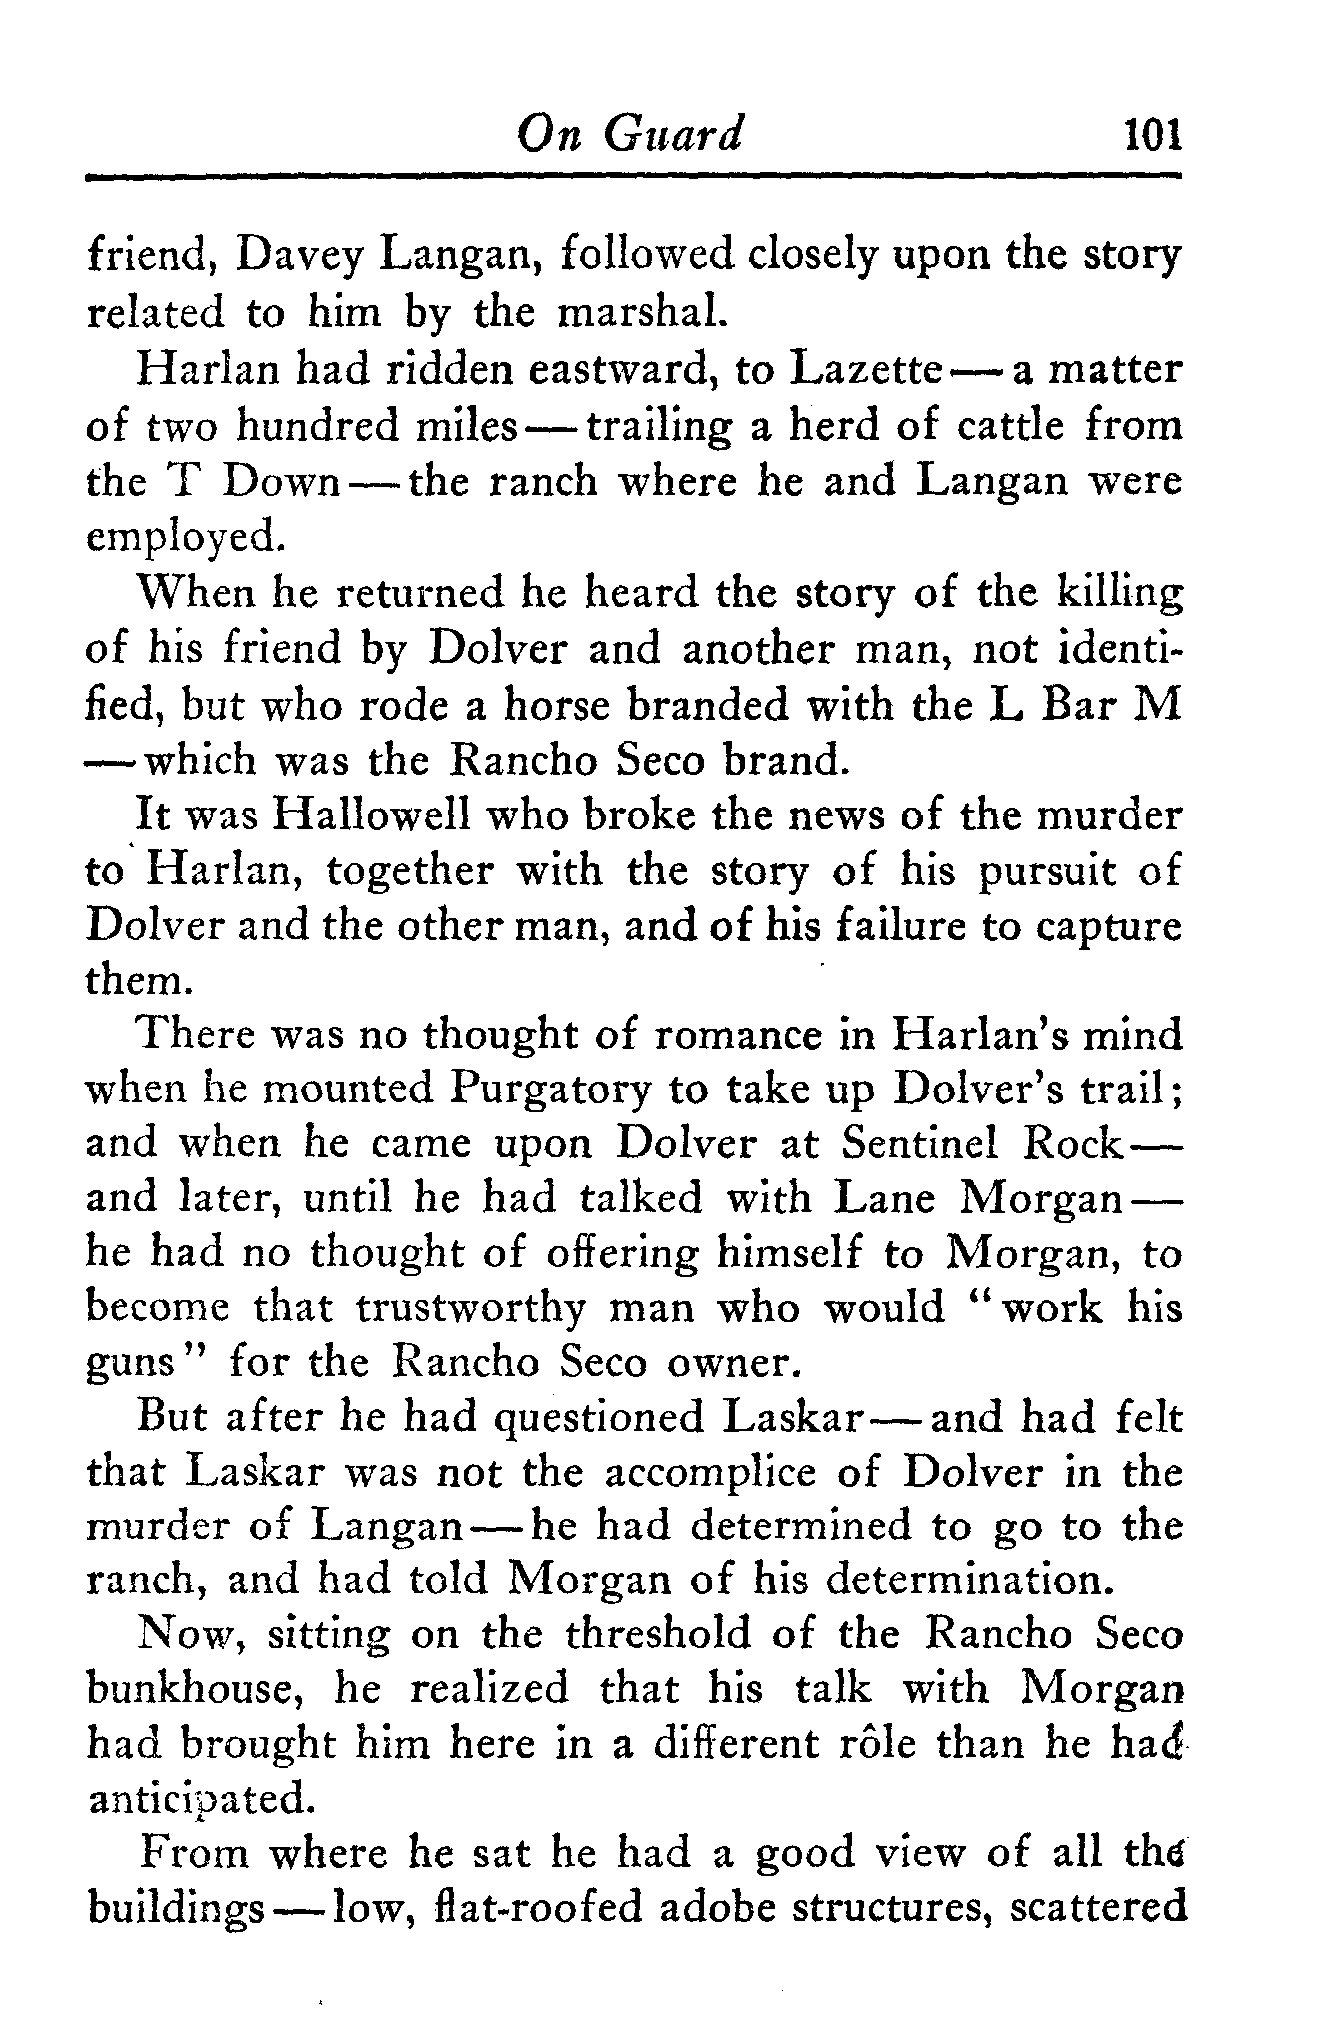 On Guard 101
friend, Davey Langan, followed closely upon the story
related to him by the marshal.
Harlan had ridden eastward, to Lazette—a matter
of two hundred miles—trailing a herd of cattle from
the T Down—the ranch where he and Langan were
employed.
When he returned he heard the story of the killing
of his friend by Dolver and another man, not identi-
fied, but who rode a horse branded with the L Bar M
—which was the Rancho Seco brand.
It was Hallowell who broke the news of the murder
to Harlan, together with the story of his pursuit of
Dolver and the other man, and of his failure to capture
them.
There was no thought of romance in Harlan's mind
when he mounted Purgatory to take up Dolver's trail;
and when he came upon Dolver at Sentinel Rock—
and later, until he had talked with Lane Morgan—
he had no thought of offering himself to Morgan, to
become that trustworthy man who would "work his
guns" for the Rancho Seco owner.
But after he had questioned Laskar—and had felt
that Laskar was not the accomplice of Dolver in the
murder of Langan—he had determined to go to the
ranch, and had told Morgan of his determination.
Now, sitting on the threshold of the Rancho Seco
bunkhouse, he realized that his talk with Morgan
had brought him here in a different rôle than he had
anticipated.
From where he sat he had a good view of all the
buildings—low, flat-roofed adobe structures, scattered